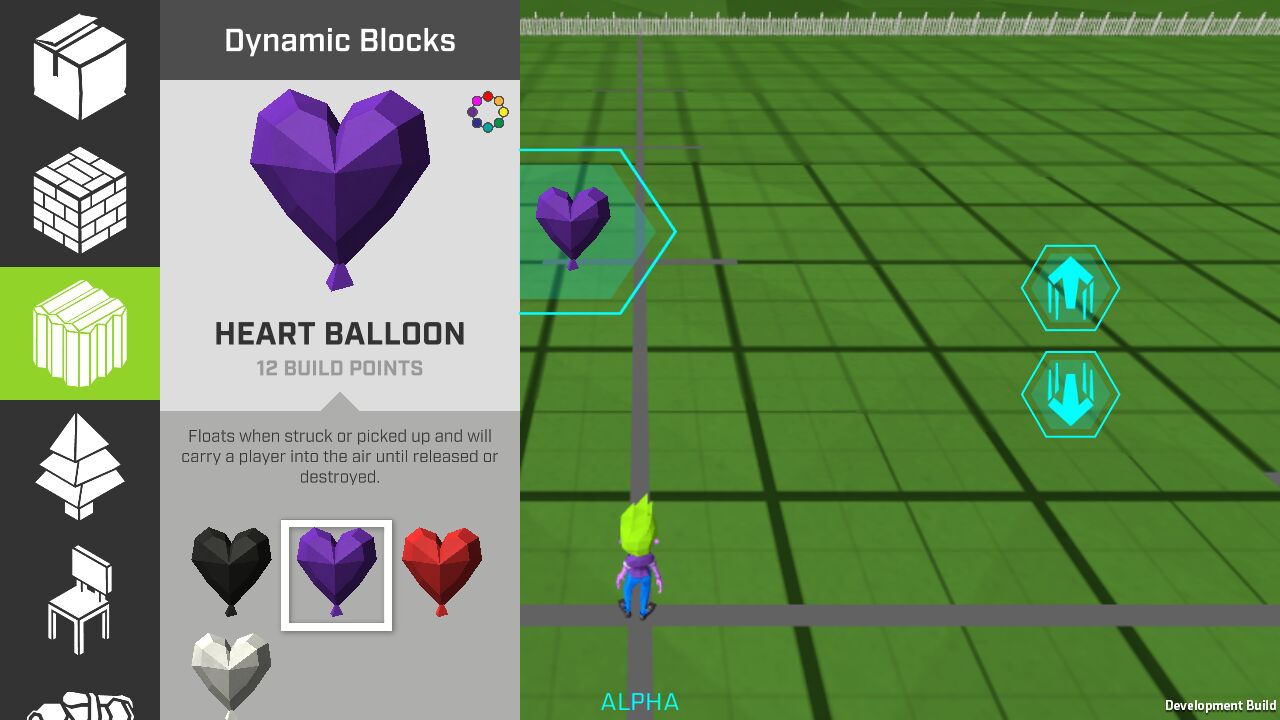 Dynamic Blocks
HEART BALLOON
12 BUILD POINTS
Floats when struck or picked up and will
carry a player into the air until released or
destroyed.
ALPHA
Development Build